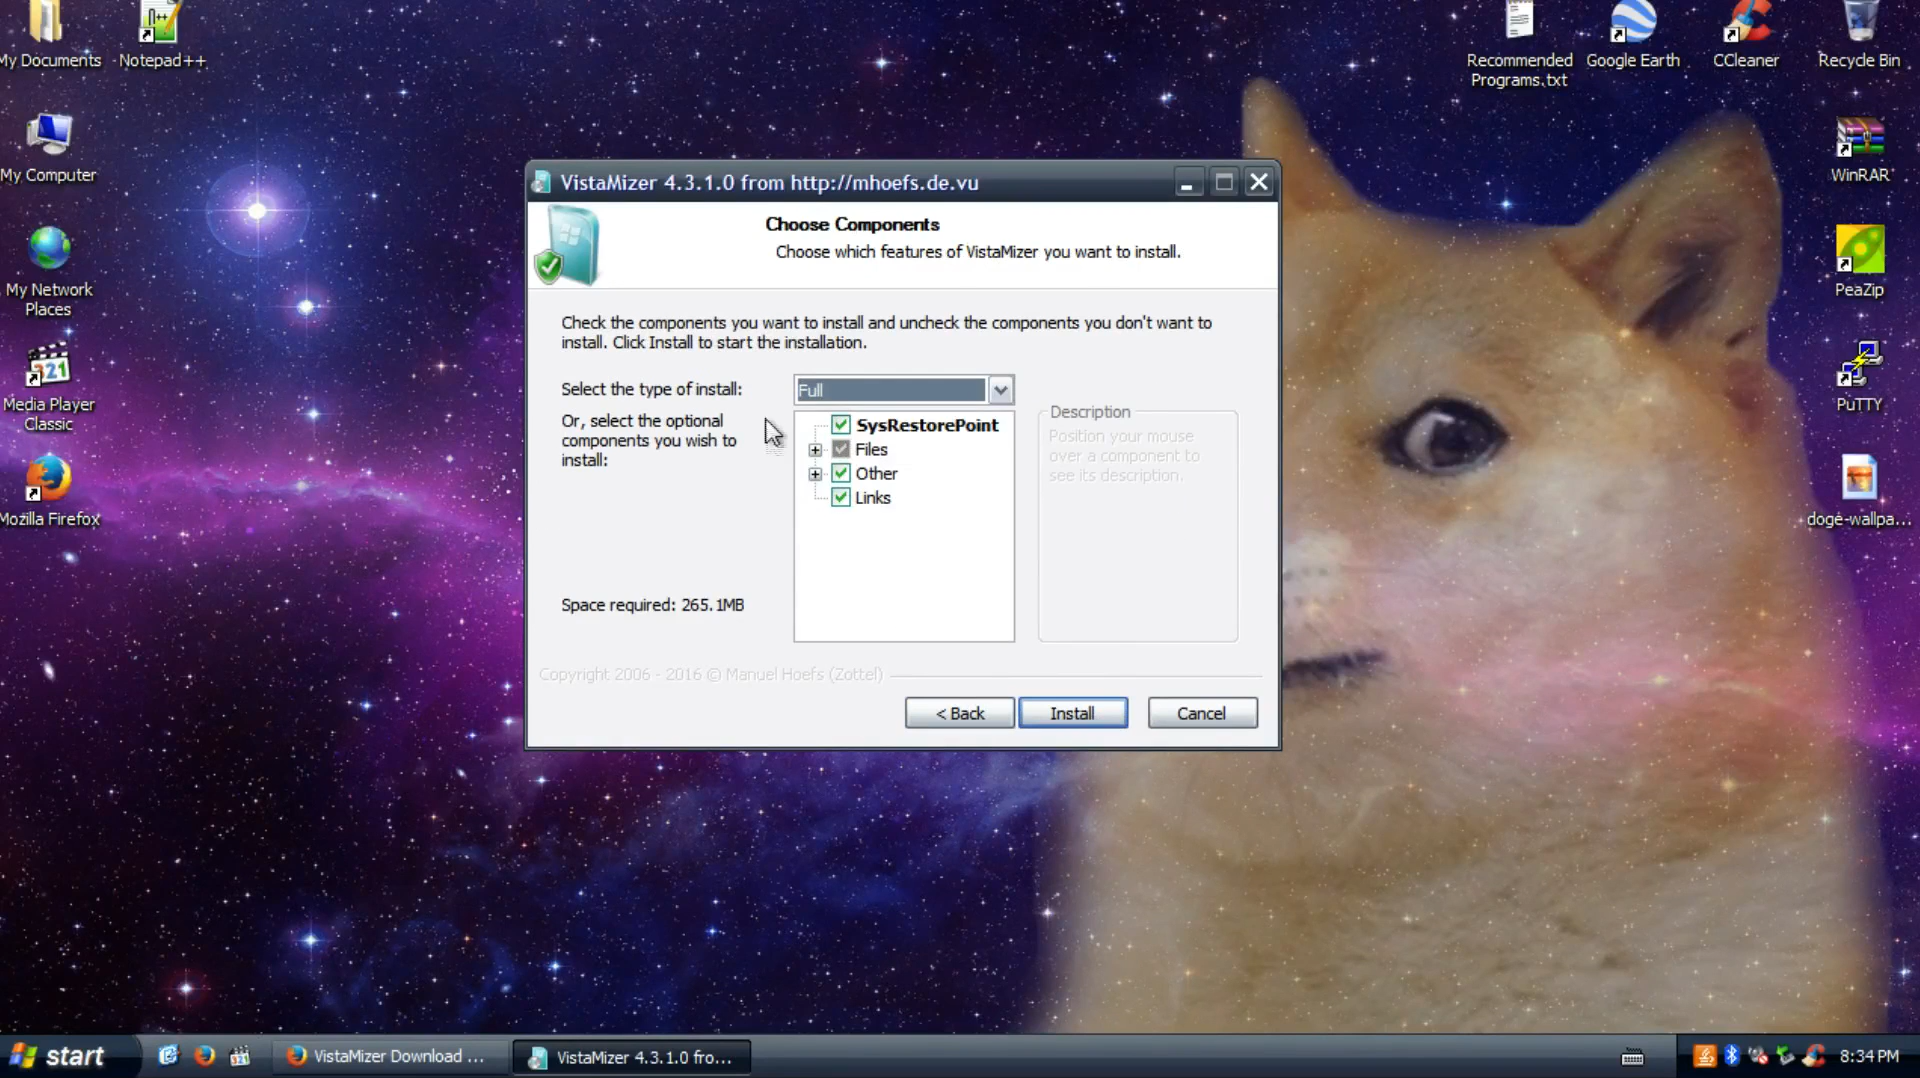 My Documents
Notepad++
My Computer
My Network
Places
Media Player
Classic
Mozilla Firefox
Recommended
Programs.txt
Google Earth
CCleaner
Recycle Bin
WinRAR
PeaZip
PuTTY
doge-wallpa...
VistaMizer 4.3.1.0 from http://mhoefs.de.vu
Choose Components
Choose which features of VistaMizer you want to install.
Check the components you want to install and uncheck the components you don't want to
install. Click Install to start the installation.
Select the type of install:
Full
Or, select the optional
components you wish to
install:
SysRestorePoint
Files
Other
Links
Description
Position your mouse
over a component to
see its description.
Space required: 265.1MB
Copyright 2006 - 2016 © Manuel Hoefs (Zottel)
< Back
Install
Cancel
start
321
VistaMizer Download ...
VistaMizer 4.3.1.0 fro...
8:34 PM